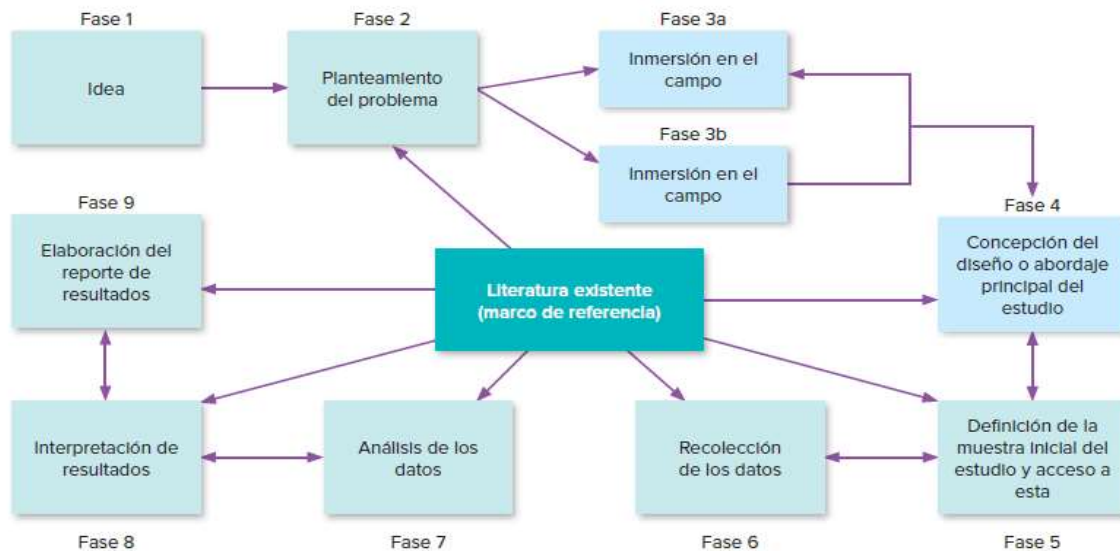 Fase 1
Idea
Fase 2
Planteamiento
del problema
Fase 3a
Inmersión en el
campo
Fase 3b
Inmersión en el
campo
Fase 4
Concepción del
diseño o abordaje
principal del
estudio
Fase 9
Elaboración del
reporte de
resultados
Literatura existente
(marco de referencia)
Interpretación de
resultados
Fase 8
Análisis de los
datos
Fase 7
Recolección
de los datos
Fase 6
Definición de la
muestra inicial del
estudio y acceso a
esta
Fase 5